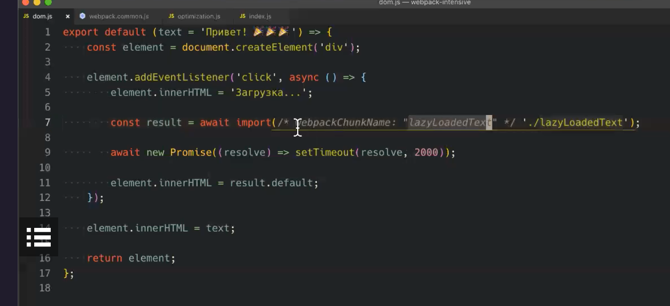 dom.js — webpack-intensive
dom.js × webpack.common.js optimization.js index.js
1 export default (text = 'Привет! 🎉🎉🎉') => {
2 const element = document.createElement('div');
3
4 element.addEventListener('click', async () => {
5 element.innerHTML = 'Загрузка...';
6
7 const result = await import(/* webpackChunkName: "lazyLoadedText" */ './lazyLoadedText');
8
9 await new Promise((resolve) => setTimeout(resolve, 2000));
10
11 element.innerHTML = result.default;
12 });
13
14 element.innerHTML = text;
15
16 return element;
17 };
18